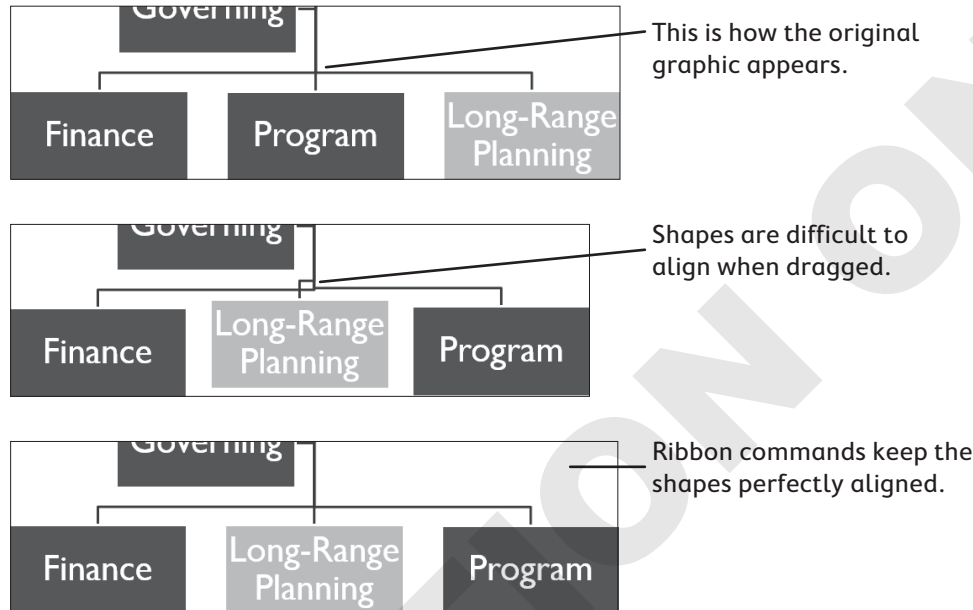 Governing
This is how the original
graphic appears.
Finance
Program
Long-Range
Planning
Governing
Shapes are difficult to
align when dragged.
Finance
Long-Range
Planning
Program
Governing
Ribbon commands keep the
shapes perfectly aligned.
Finance
Long-Range
Planning
Program
TION ON